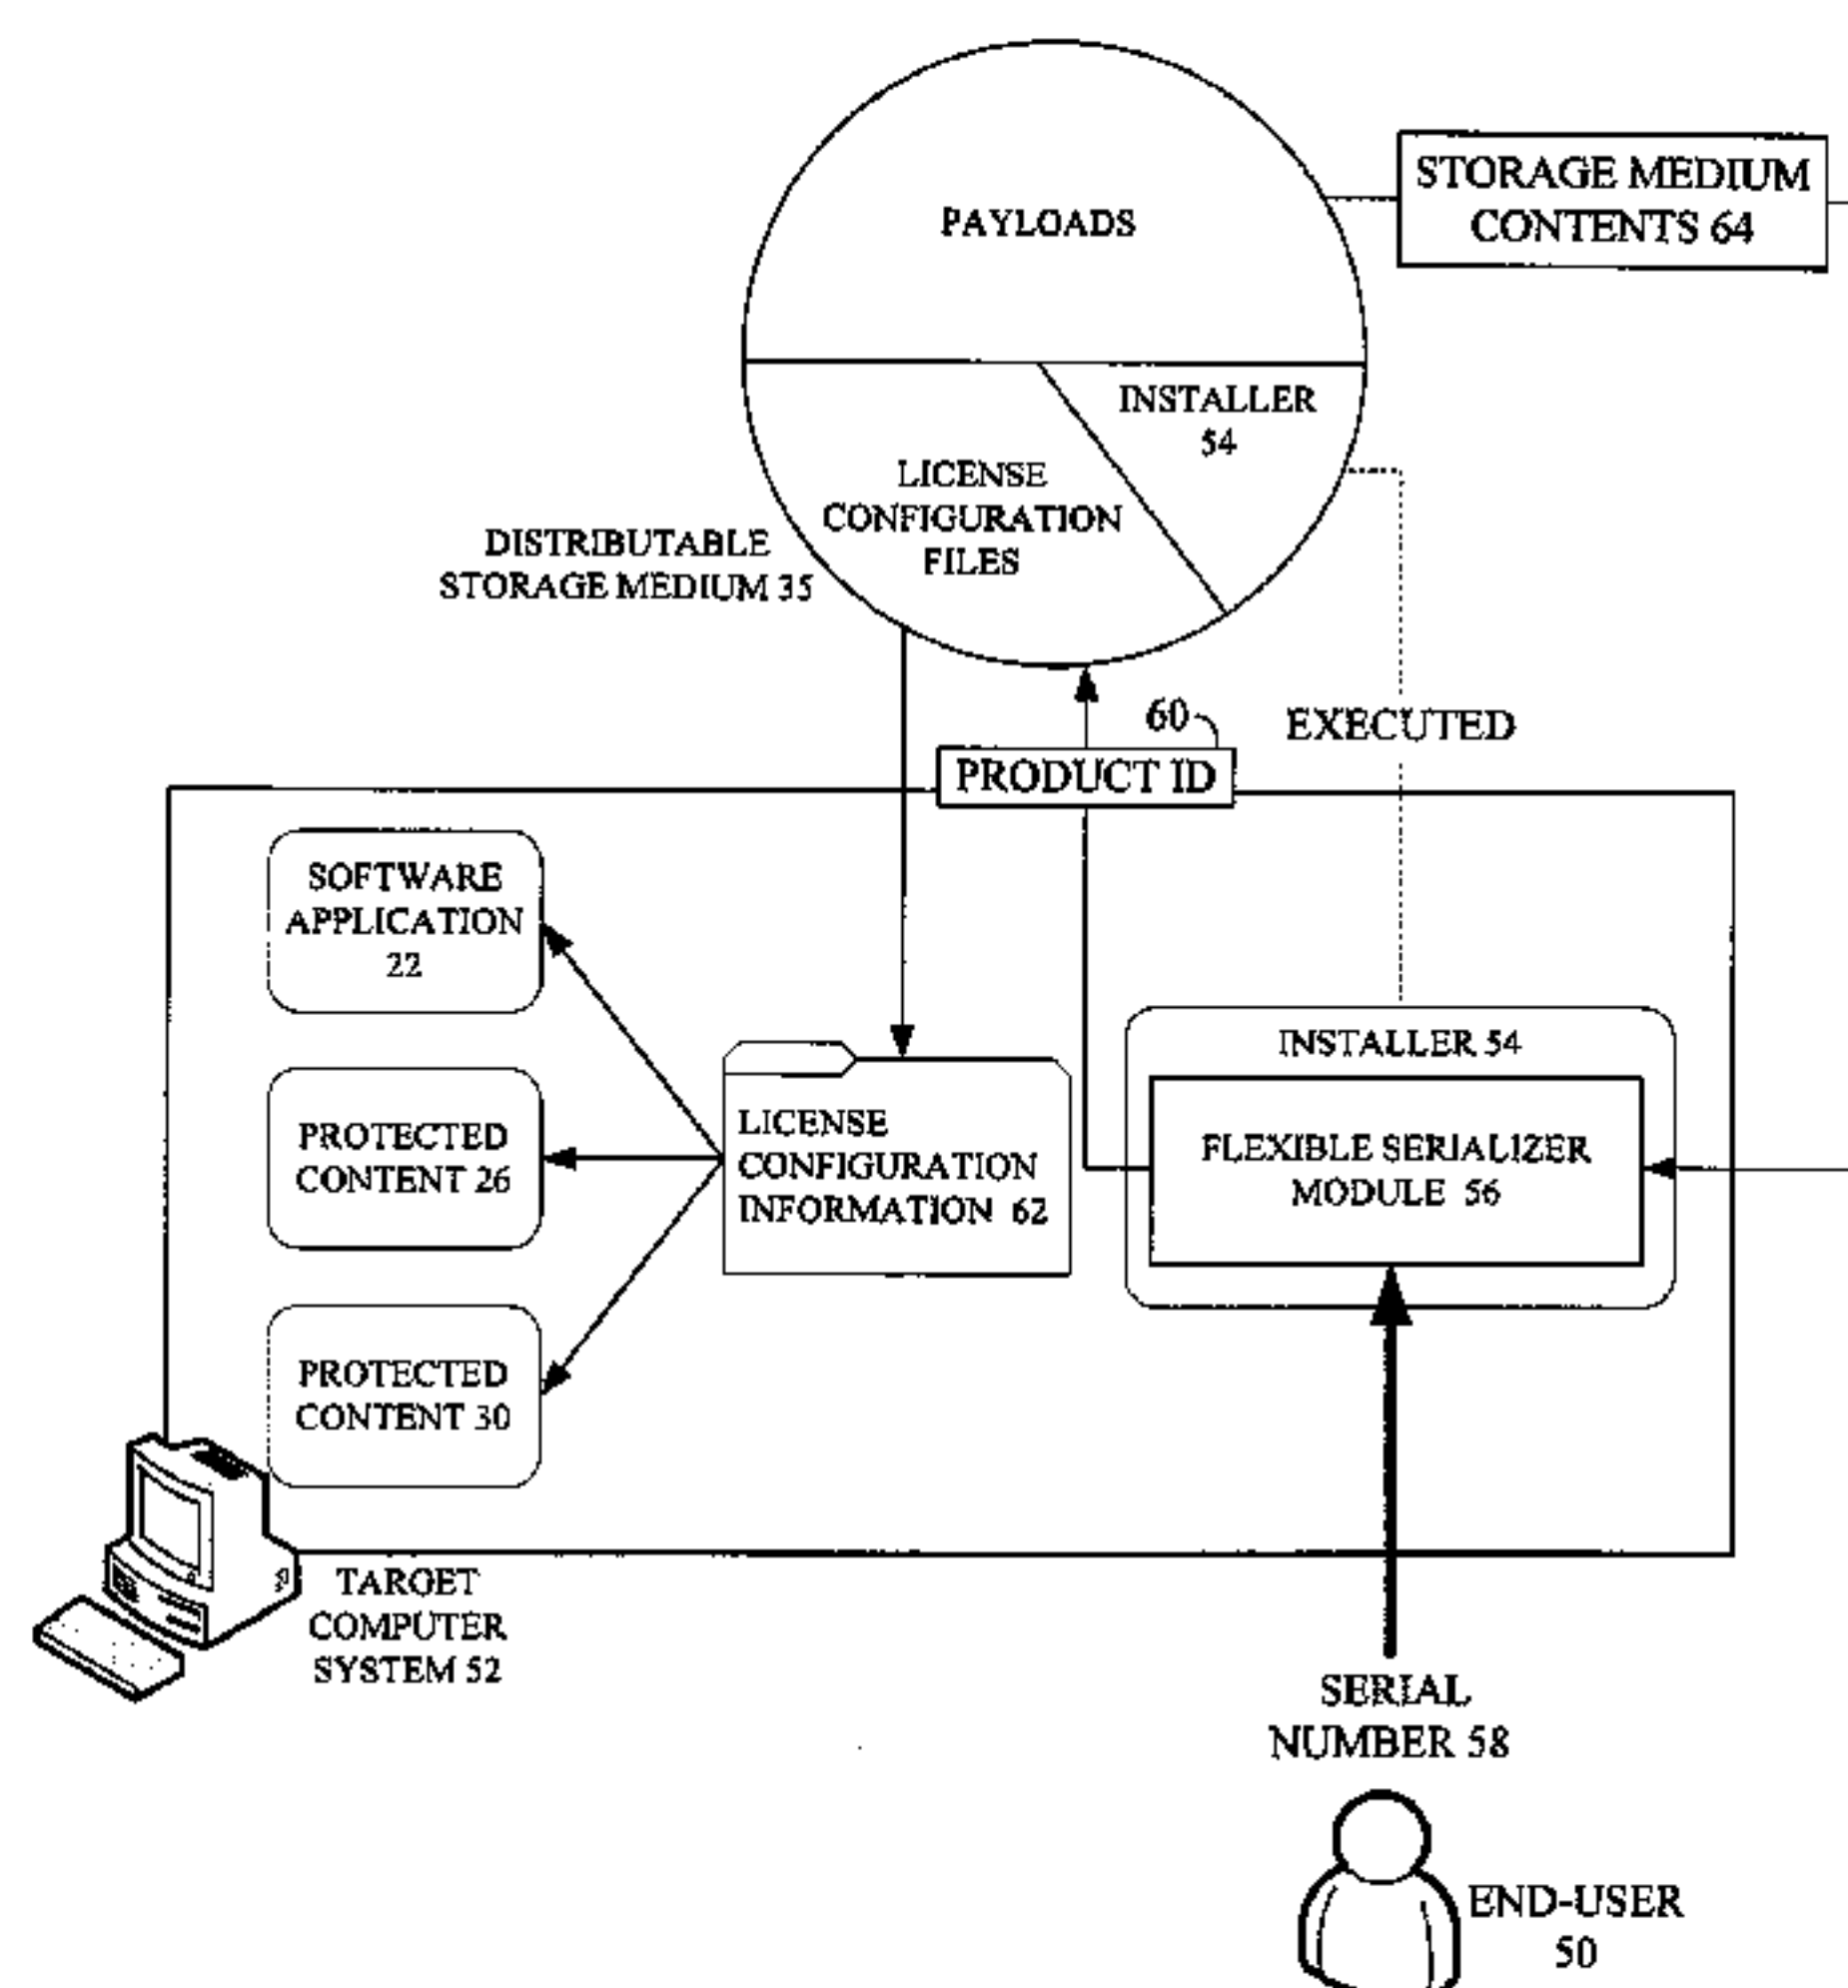 PAYLOADS
STORAGE MEDIUM
CONTENTS 64
INSTALLER
54
LICENSE
CONFIGURATION
FILES
DISTRIBUTABLE
STORAGE MEDIUM 35
60
EXECUTED
PRODUCT ID
SOFTWARE
APPLICATION
22
INSTALLER 54
LICENSE
CONFIGURATION
INFORMATION 62
PROTECTED
CONTENT 26
FLEXIBLE SERIALIZER
MODULE 56
PROTECTED
CONTENT 30
TARGET
COMPUTER
SYSTEM 52
SERIAL
NUMBER 58
END-USER
50